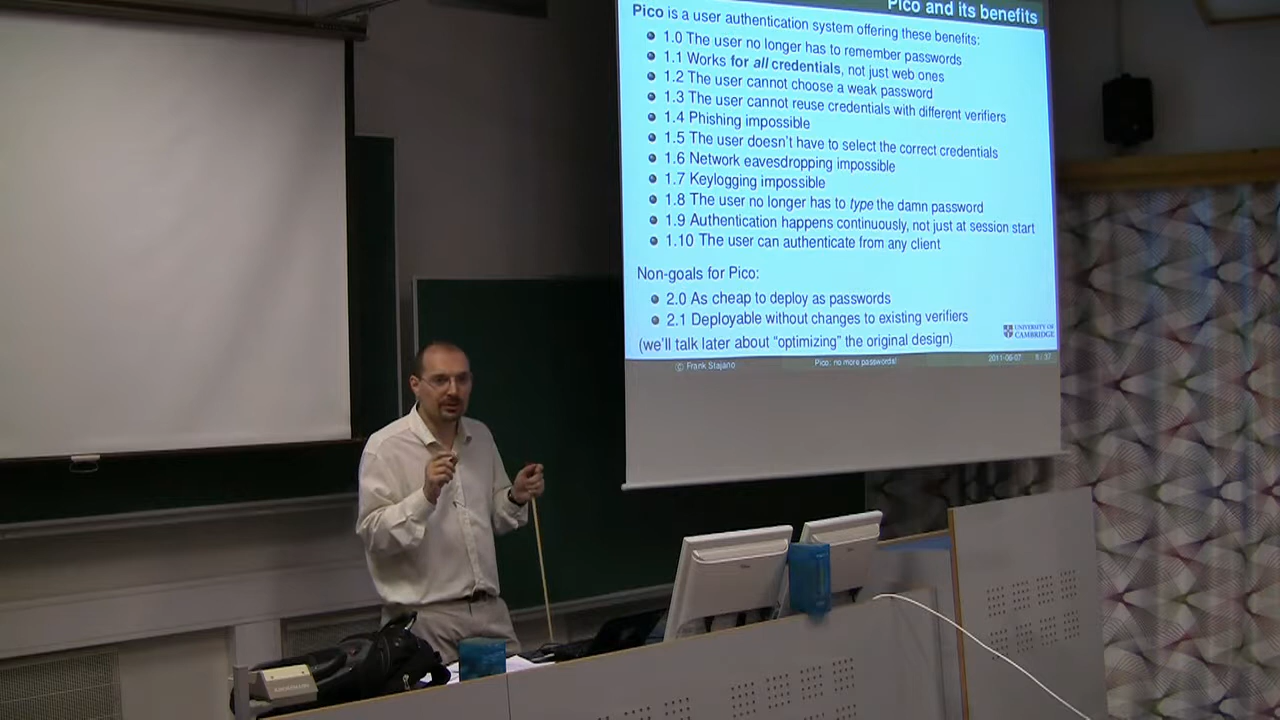 Pico and its benefits
Pico is a user authentication system offering these benefits:
1.0 The user no longer has to remember passwords
1.1 Works for all credentials, not just web ones
1.2 The user cannot choose a weak password
1.3 The user cannot reuse credentials with different verifiers
1.4 Phishing impossible
1.5 The user doesn't have to select the correct credentials
1.6 Network eavesdropping impossible
1.7 Keylogging impossible
1.8 The user no longer has to type the damn password
1.9 Authentication happens continuously, not just at session start
1.10 The user can authenticate from any client
Non-goals for Pico:
2.0 As cheap to deploy as passwords
2.1 Deployable without changes to existing verifiers
(we'll talk later about "optimizing" the original design)
UNIVERSITY OF
CAMBRIDGE
© Frank Stajano
Pico: no more passwords!
2011-06-07
/ 37